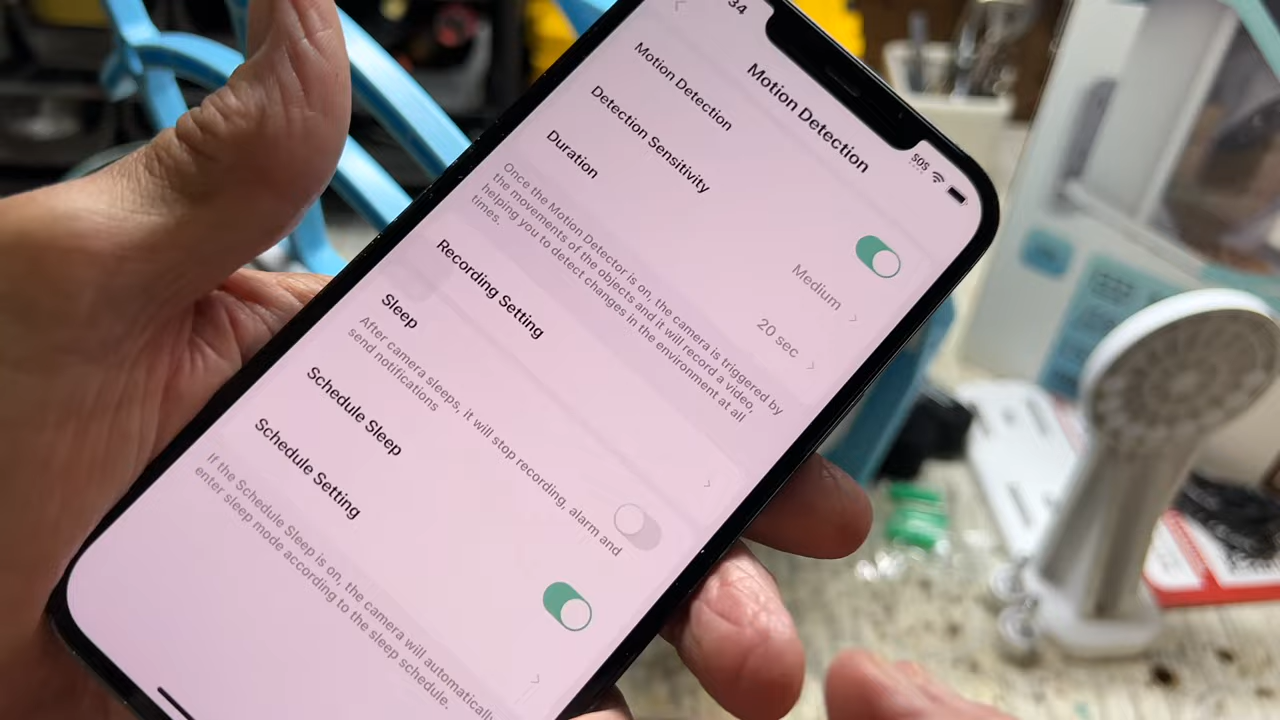 34
SOS
Motion Detection
Motion Detection
Detection Sensitivity
Medium
Duration
20 sec
Once the Motion Detector is on, the camera is triggered by
the movements of the objects and it will record a video,
helping you to detect changes in the environment at all
times.
Recording Setting
Sleep
After camera sleeps, it will stop recording, alarm and
send notifications
Schedule Sleep
Schedule Setting
If the Schedule Sleep is on, the camera will automatically
enter sleep mode according to the sleep schedule.